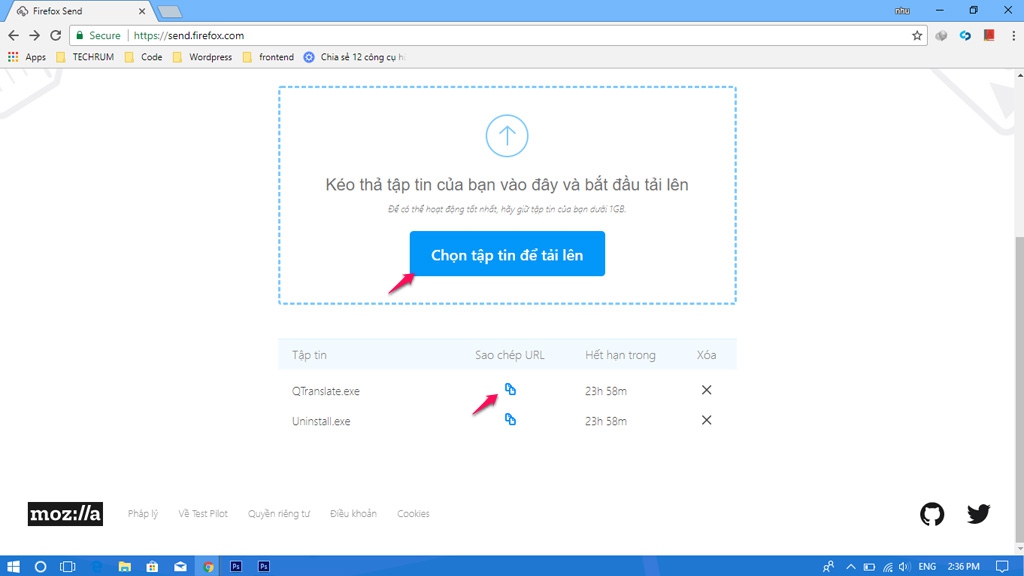 Firefox Send
nhu
Secure
https://send.firefox.com
Apps
TECHRUM
Code
Wordpress
frontend
Chia sẻ 12 công cụ h
Kéo thả tập tin của bạn vào đây và bắt đầu tải lên
Để có thể hoạt động tốt nhất, hãy giữ tập tin của bạn dưới 1GB.
Chọn tập tin để tải lên
Tập tin Sao chép URL Hết hạn trong Xóa
QTranslate.exe 23h 58m
Uninstall.exe 23h 58m
moz://a
Pháp lý Về Test Pilot Quyền riêng tư Điều khoản Cookies
Ps Ps ENG 2:36 PM